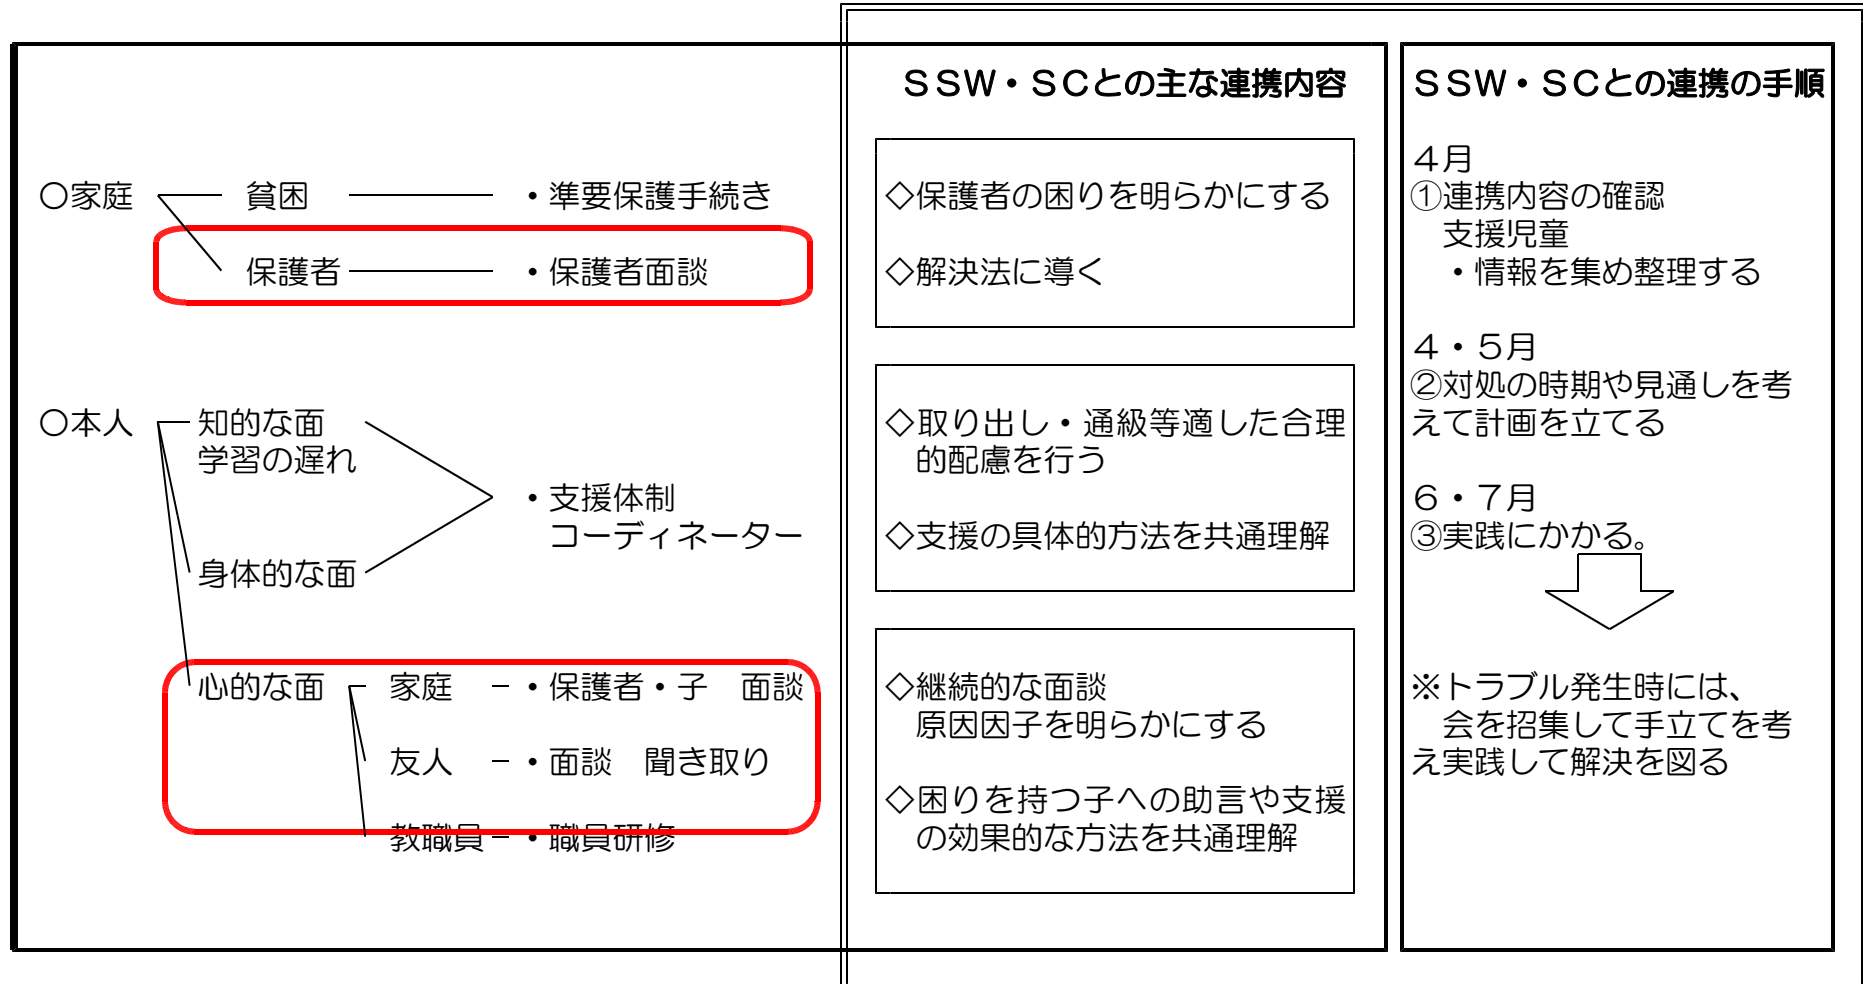 〇家庭
貧困
・準要保護手続き
保護者
・保護者面談
〇本人
知的な面
学習の遅れ
・支援体制
コーディネーター
身体的な面
心的な面
家庭
・保護者・子　面談
友人
・面談　聞き取り
教職員
・職員研修
ＳＳＷ・ＳＣとの主な連携内容
◇保護者の困りを明らかにする
◇解決法に導く
◇取り出し・通級等適した合理
的配慮を行う
◇支援の具体的方法を共通理解
◇継続的な面談
原因因子を明らかにする
◇困りを持つ子への助言や支援
の効果的な方法を共通理解
ＳＳＷ・ＳＣとの連携の手順
４月
①連携内容の確認
支援児童
・情報を集め整理する
４・５月
②対処の時期や見通しを考
えて計画を立てる
６・７月
③実践にかかる。
※トラブル発生時には、
会を招集して手立てを考
え実践して解決を図る